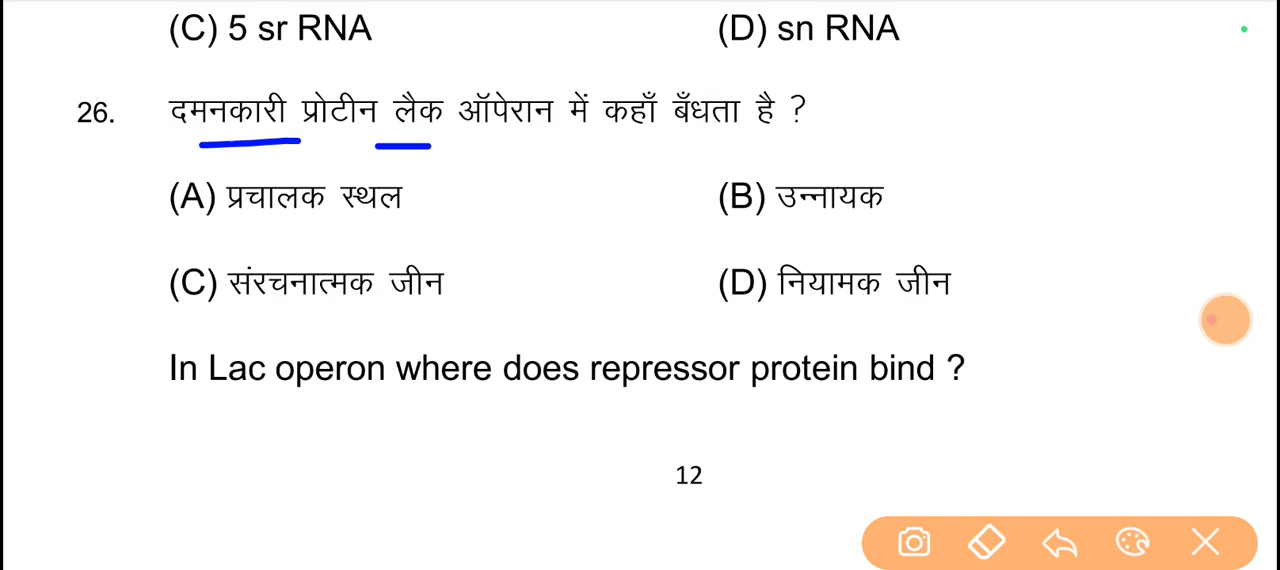 (C) 5 sr RNA (D) sn RNA
26. दमनकारी प्रोटीन लैक ऑपेरान में कहाँ बँधता है ?
(A) प्रचालक स्थल (B) उन्नायक
(C) संरचनात्मक जीन (D) नियामक जीन
In Lac operon where does repressor protein bind ?
12